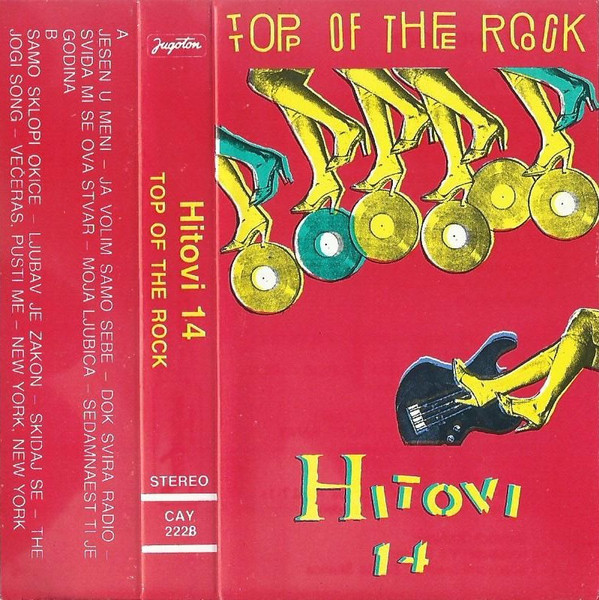 A
JESEN U MENI – JA VOLIM SAMO SEBE – DOK SVIRA RADIO –
SVIĐA MI SE OVA STVAR – MOJA LJUBICA – SEDAMNAEST TI JE
GODINA
B
SAMO SKLOPI OKICE – LJUBAV JE ZAKON – SKIDAJ SE – THE
JOGI SONG – VEČERAS, PUSTI ME – NEW YORK, NEW YORK
Jugoton
Hitovi 14
TOP OF THE ROCK
STEREO
CAY
222B
TOP OF THE ROCK
HITOVI
14